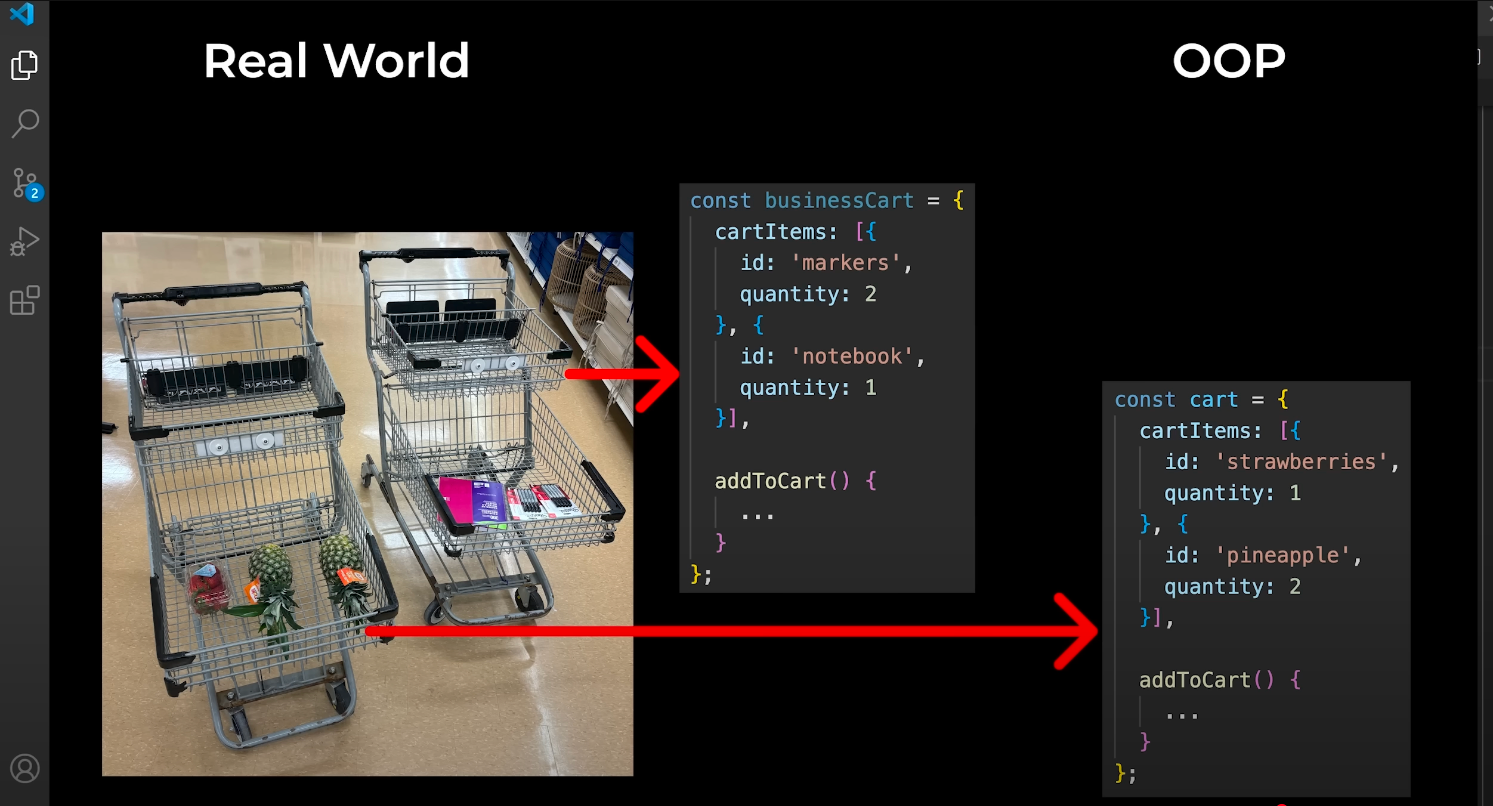 Real World
OOP
const businessCart = {
cartItems: [{
id: 'markers',
quantity: 2
}, {
id: 'notebook',
quantity: 1
}],
addToCart() {
...
}
};
const cart = {
cartItems: [{
id: 'strawberries',
quantity: 1
}, {
id: 'pineapple',
quantity: 2
}],
addToCart() {
...
}
};
2